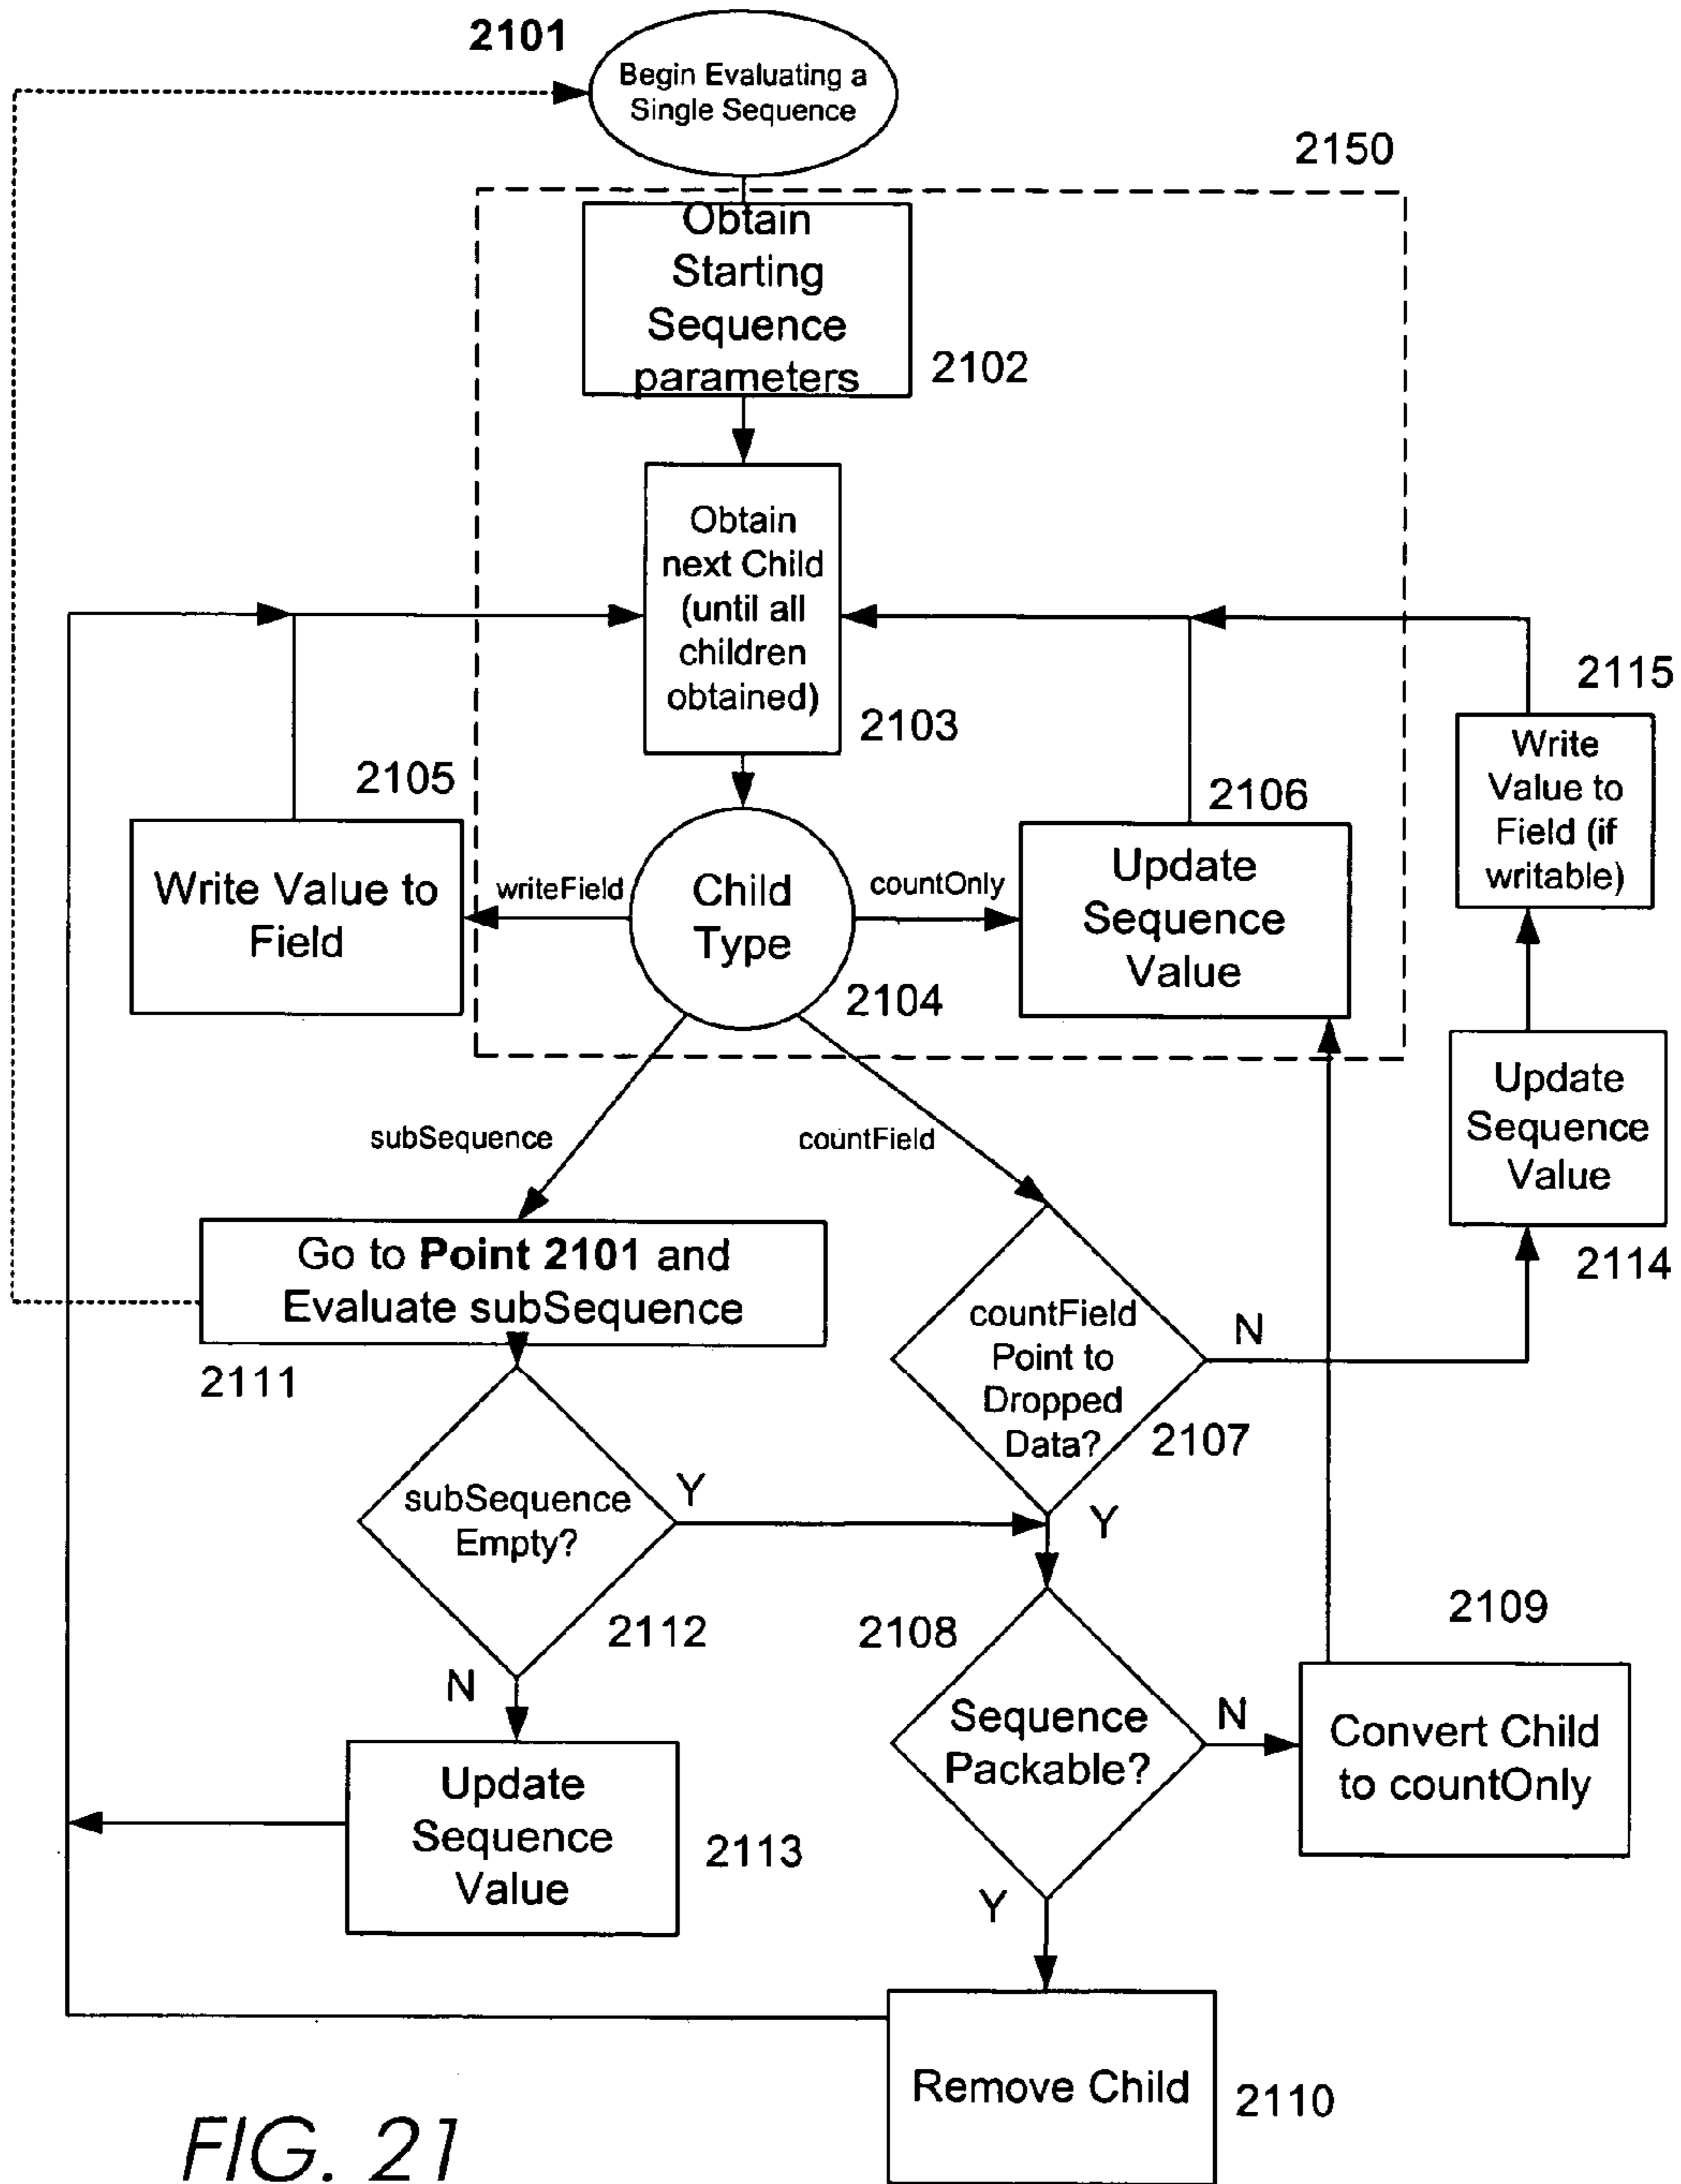 2101
Begin Evaluating a
Single Sequence
2150
Obtain
Starting
Sequence
parameters
2102
Obtain
next Child
(until all
children
obtained)
2103
2115
Write
Value to
Field (if
writable)
2105
2106
Write Value to
Field
writeField
Child
Type
countOnly
Update
Sequence
Value
2104
Update
Sequence
Value
2114
subSequence
countField
Go to Point 2101 and
Evaluate subSequence
2111
countField
Point to
Dropped
Data?
N
2107
Y
subSequence
Empty?
Y
2112
N
2108
2109
Sequence
Packable?
N
Convert Child
to countOnly
Update
Sequence
Value
2113
Y
Remove Child
2110
FIG. 21